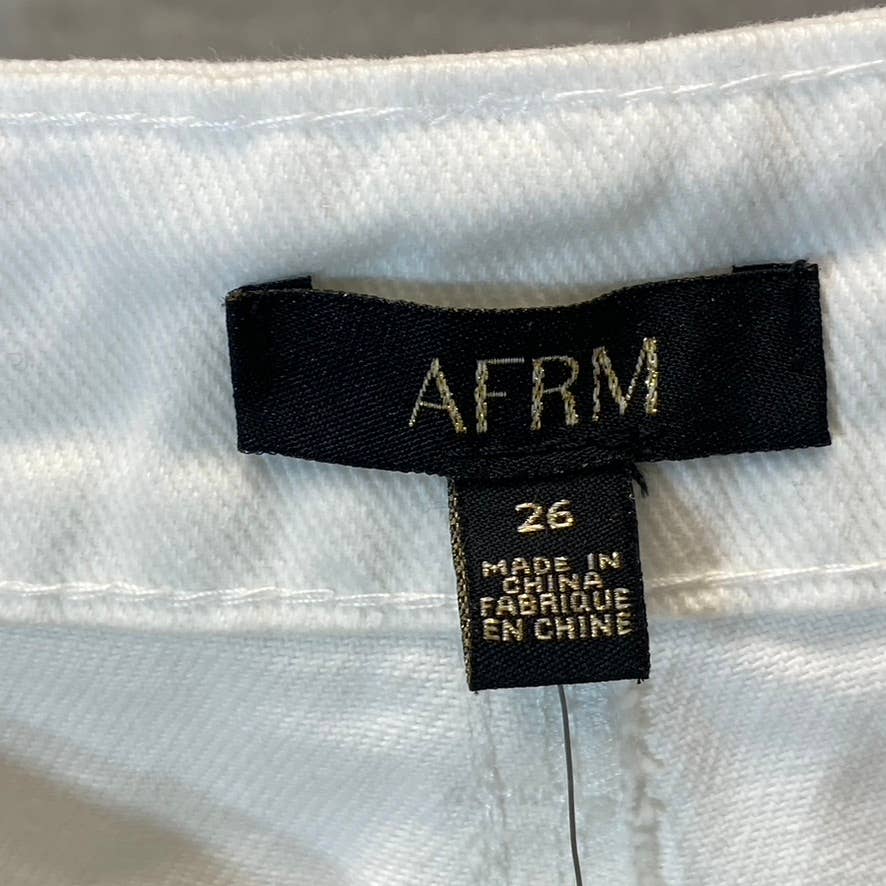 AFRM
26
MADE IN
CHINA
FABRIQUE
EN CHINE